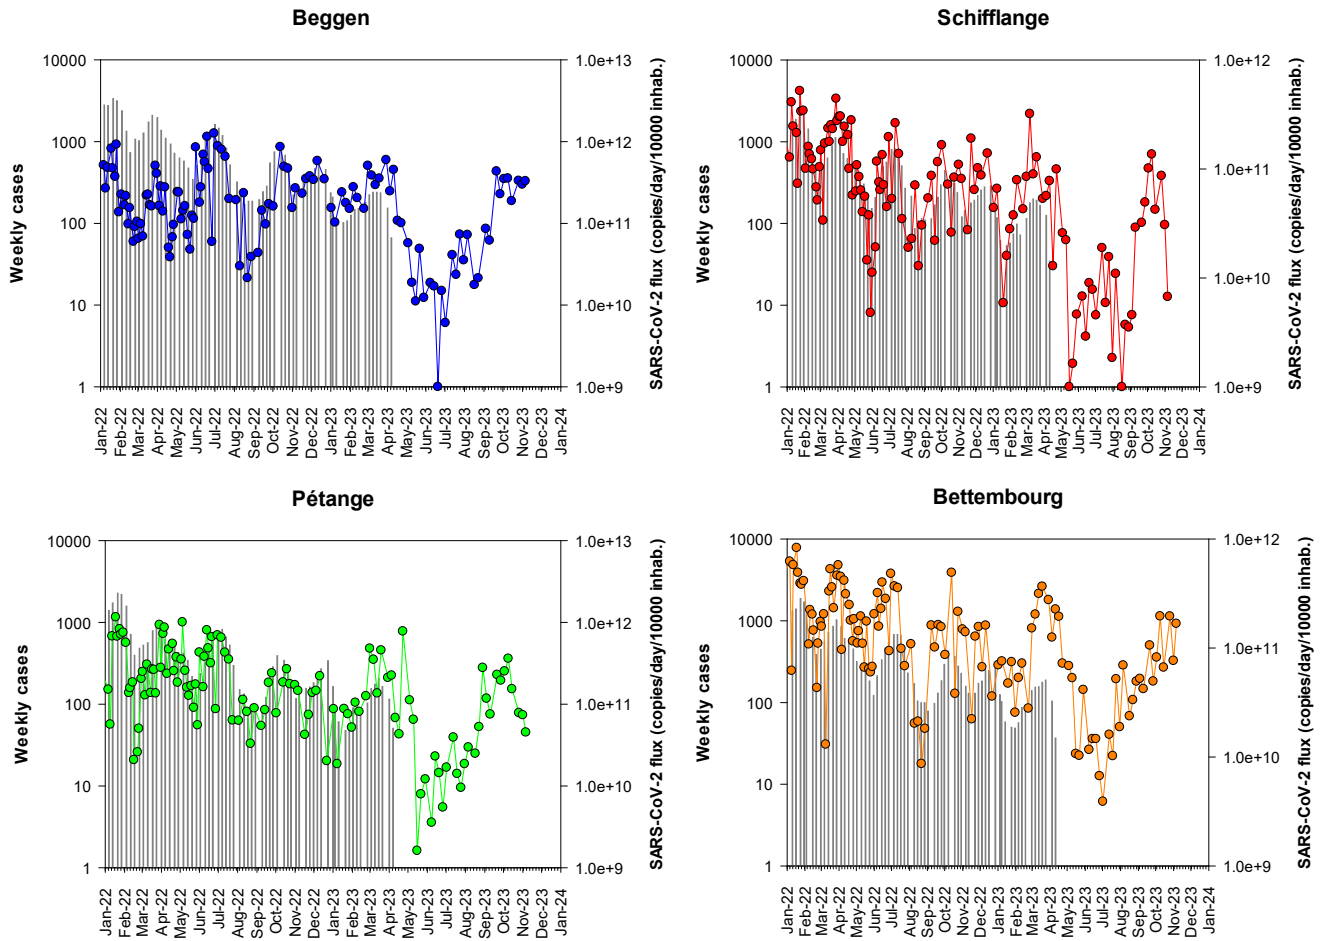 Beggen
10000
1000
100
10
1
Weekly cases
1.0e+13
1.0e+12
1.0e+11
1.0e+10
1.0e+9
SARS-CoV-2 flux (copies/day/10000 inhab.)
Jan-22
Feb-22
Mar-22
Apr-22
May-22
Jun-22
Jul-22
Aug-22
Sep-22
Oct-22
Nov-22
Dec-22
Jan-23
Feb-23
Mar-23
Apr-23
May-23
Jun-23
Jul-23
Aug-23
Sep-23
Oct-23
Nov-23
Dec-23
Jan-24
Schifflange
10000
1000
100
10
1
Weekly cases
1.0e+12
1.0e+11
1.0e+10
1.0e+9
SARS-CoV-2 flux (copies/day/10000 inhab.)
Jan-22
Feb-22
Mar-22
Apr-22
May-22
Jun-22
Jul-22
Aug-22
Sep-22
Oct-22
Nov-22
Dec-22
Jan-23
Feb-23
Mar-23
Apr-23
May-23
Jun-23
Jul-23
Aug-23
Sep-23
Oct-23
Nov-23
Dec-23
Jan-24
Pétange
10000
1000
100
10
1
Weekly cases
1.0e+13
1.0e+12
1.0e+11
1.0e+10
1.0e+9
SARS-CoV-2 flux (copies/day/10000 inhab.)
Jan-22
Feb-22
Mar-22
Apr-22
May-22
Jun-22
Jul-22
Aug-22
Sep-22
Oct-22
Nov-22
Dec-22
Jan-23
Feb-23
Mar-23
Apr-23
May-23
Jun-23
Jul-23
Aug-23
Sep-23
Oct-23
Nov-23
Dec-23
Jan-24
Bettembourg
10000
1000
100
10
1
Weekly cases
1.0e+12
1.0e+11
1.0e+10
1.0e+9
SARS-CoV-2 flux (copies/day/10000 inhab.)
Jan-22
Feb-22
Mar-22
Apr-22
May-22
Jun-22
Jul-22
Aug-22
Sep-22
Oct-22
Nov-22
Dec-22
Jan-23
Feb-23
Mar-23
Apr-23
May-23
Jun-23
Jul-23
Aug-23
Sep-23
Oct-23
Nov-23
Dec-23
Jan-24